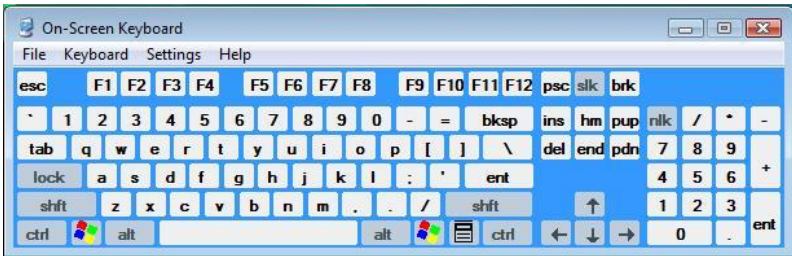 On-Screen Keyboard
File Keyboard Settings Help
esc F1 F2 F3 F4 F5 F6 F7 F8 F9 F10 F11 F12 psc slk brk
` 1 2 3 4 5 6 7 8 9 0 - = bksp ins hm pup nlk / * -
tab q w e r t y u i o p [ ] \ del end pdn 7 8 9 +
lock a s d f g h j k l ; ' ent 4 5 6
shft z x c v b n m , . / shft ↑ 1 2 3 ent
ctrl alt alt ctrl ← ↓ → 0 .